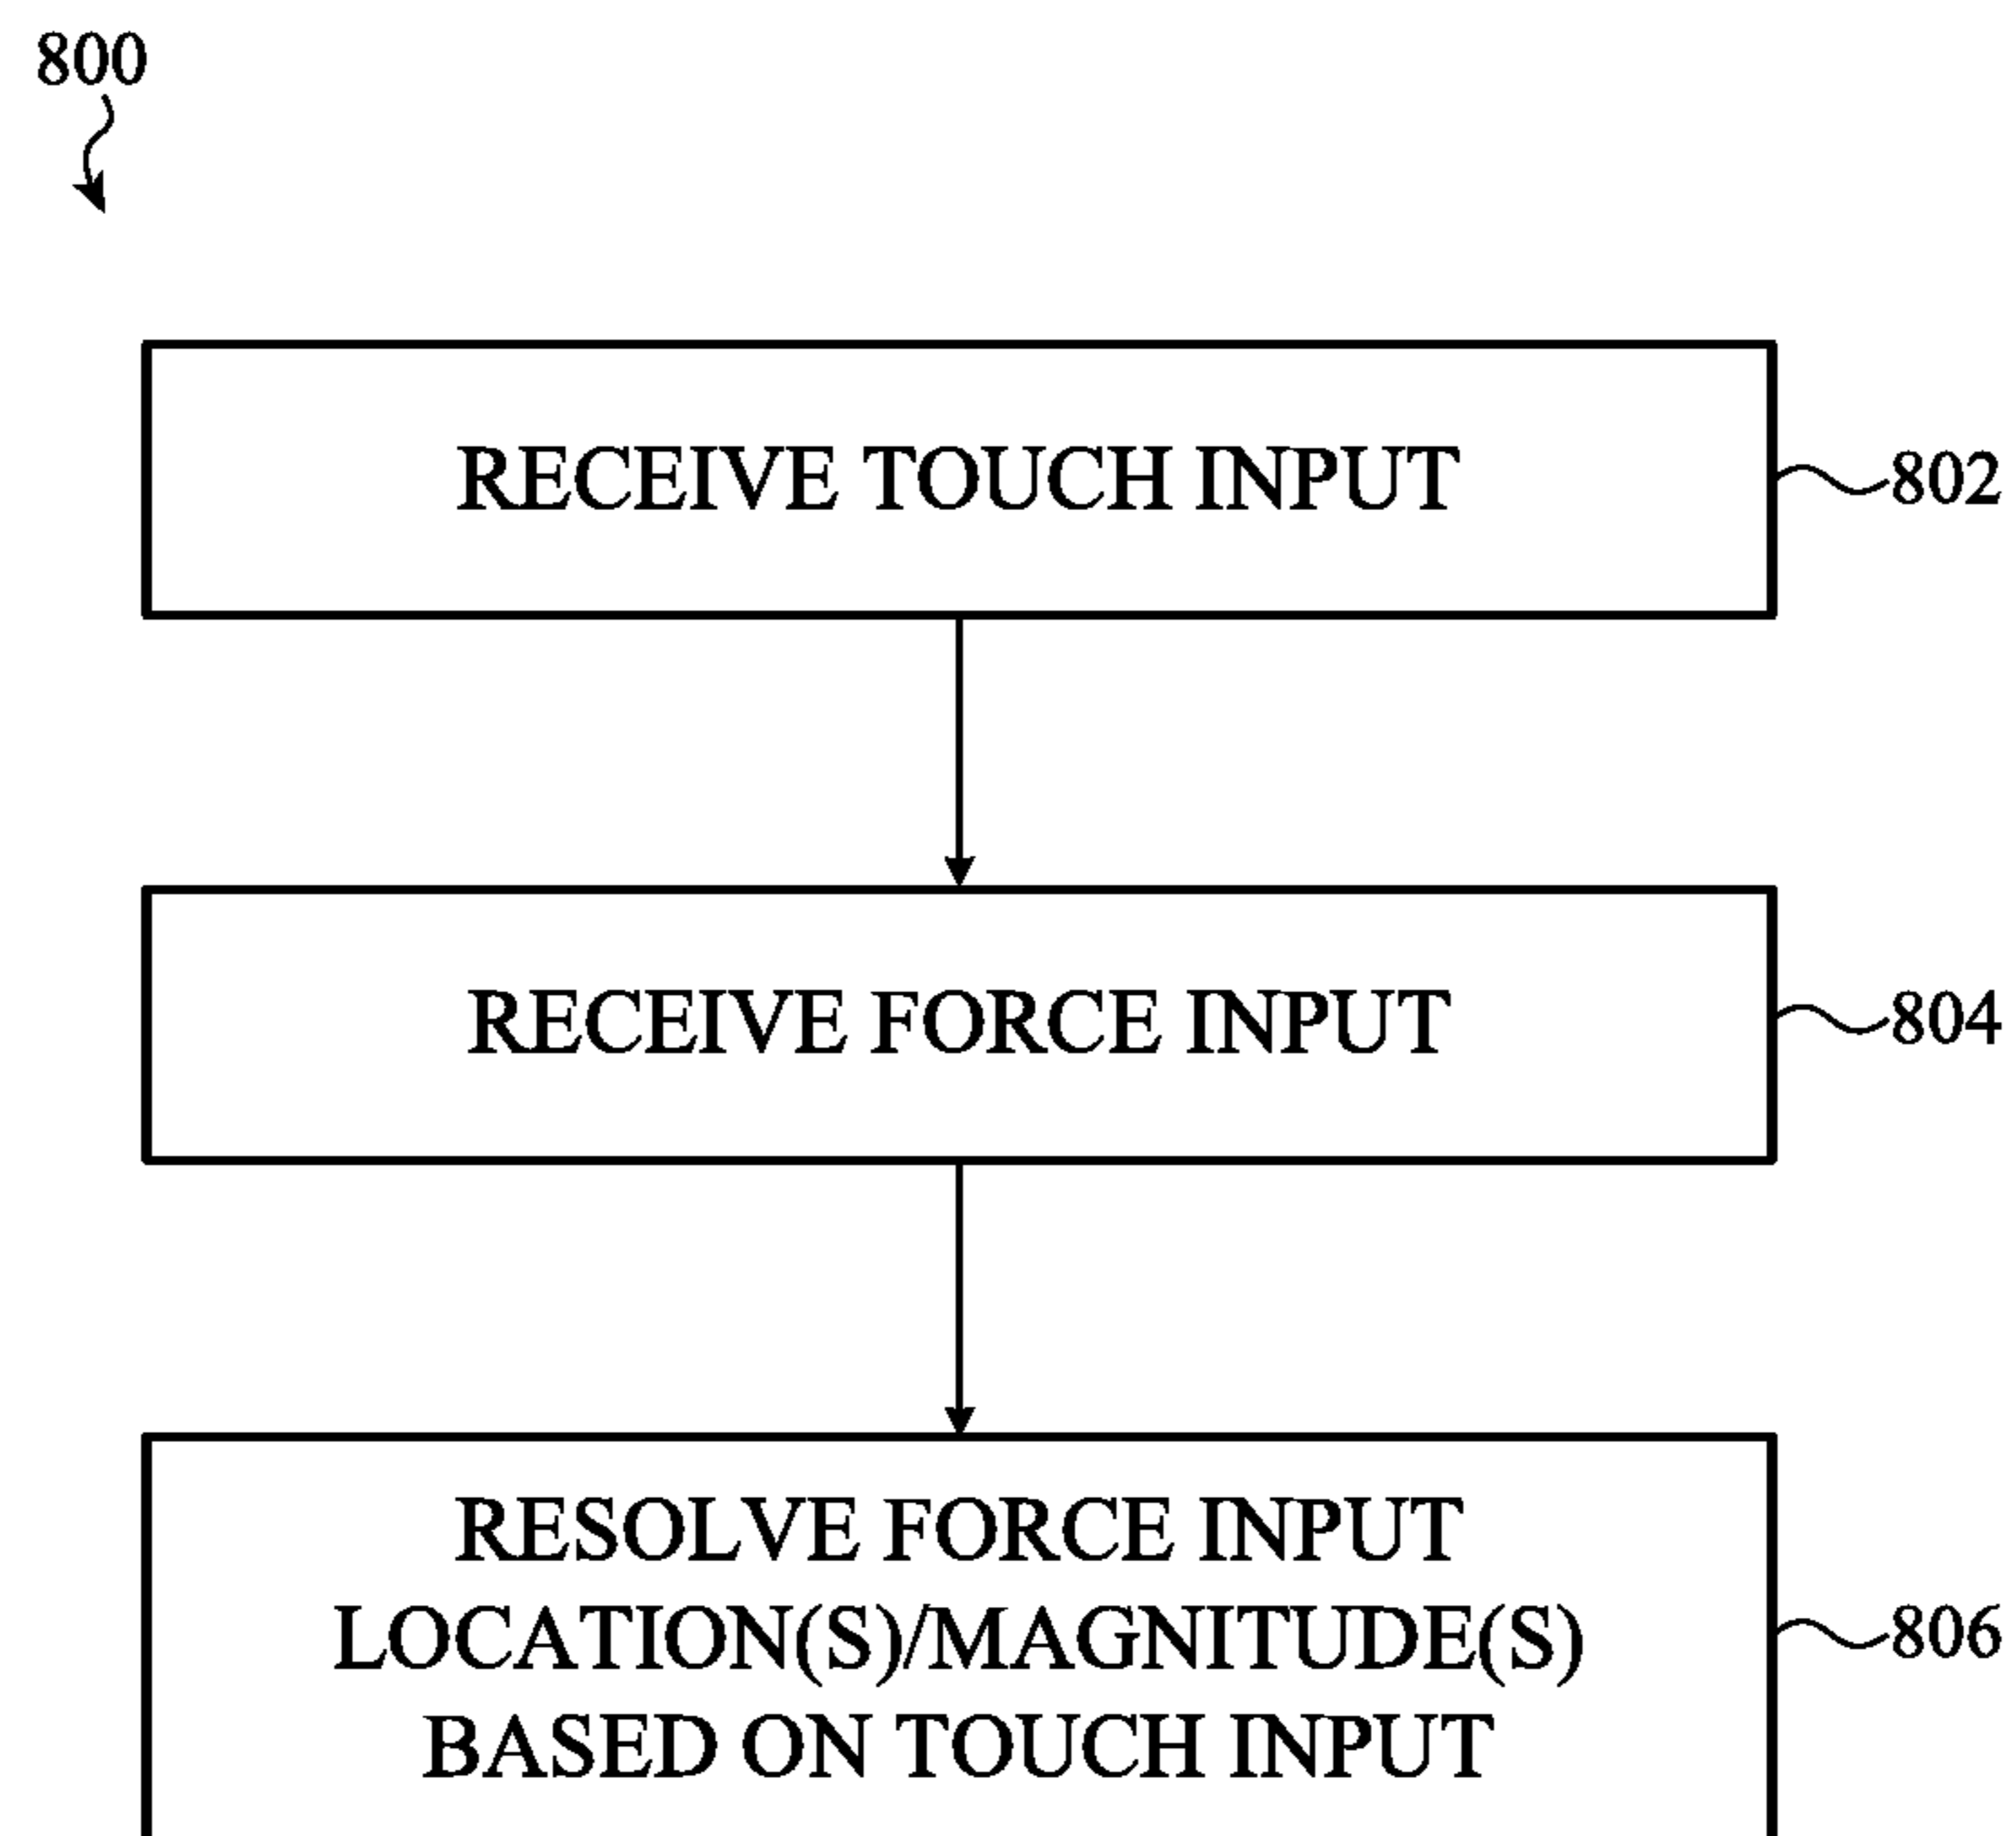 800
RECEIVE TOUCH INPUT
802
RECEIVE FORCE INPUT
804
RESOLVE FORCE INPUT
LOCATION(S)/MAGNITUDE(S)
BASED ON TOUCH INPUT
806